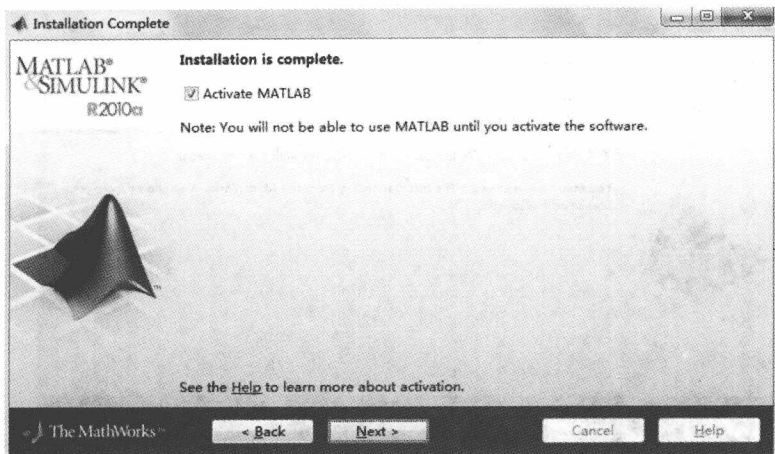 Installation Complete
MATLAB®
&SIMULINK®
R2010a
Installation is complete.
Activate MATLAB
Note: You will not be able to use MATLAB until you activate the software.
See the Help to learn more about activation.
The MathWorks™
< Back
Next >
Cancel
Help